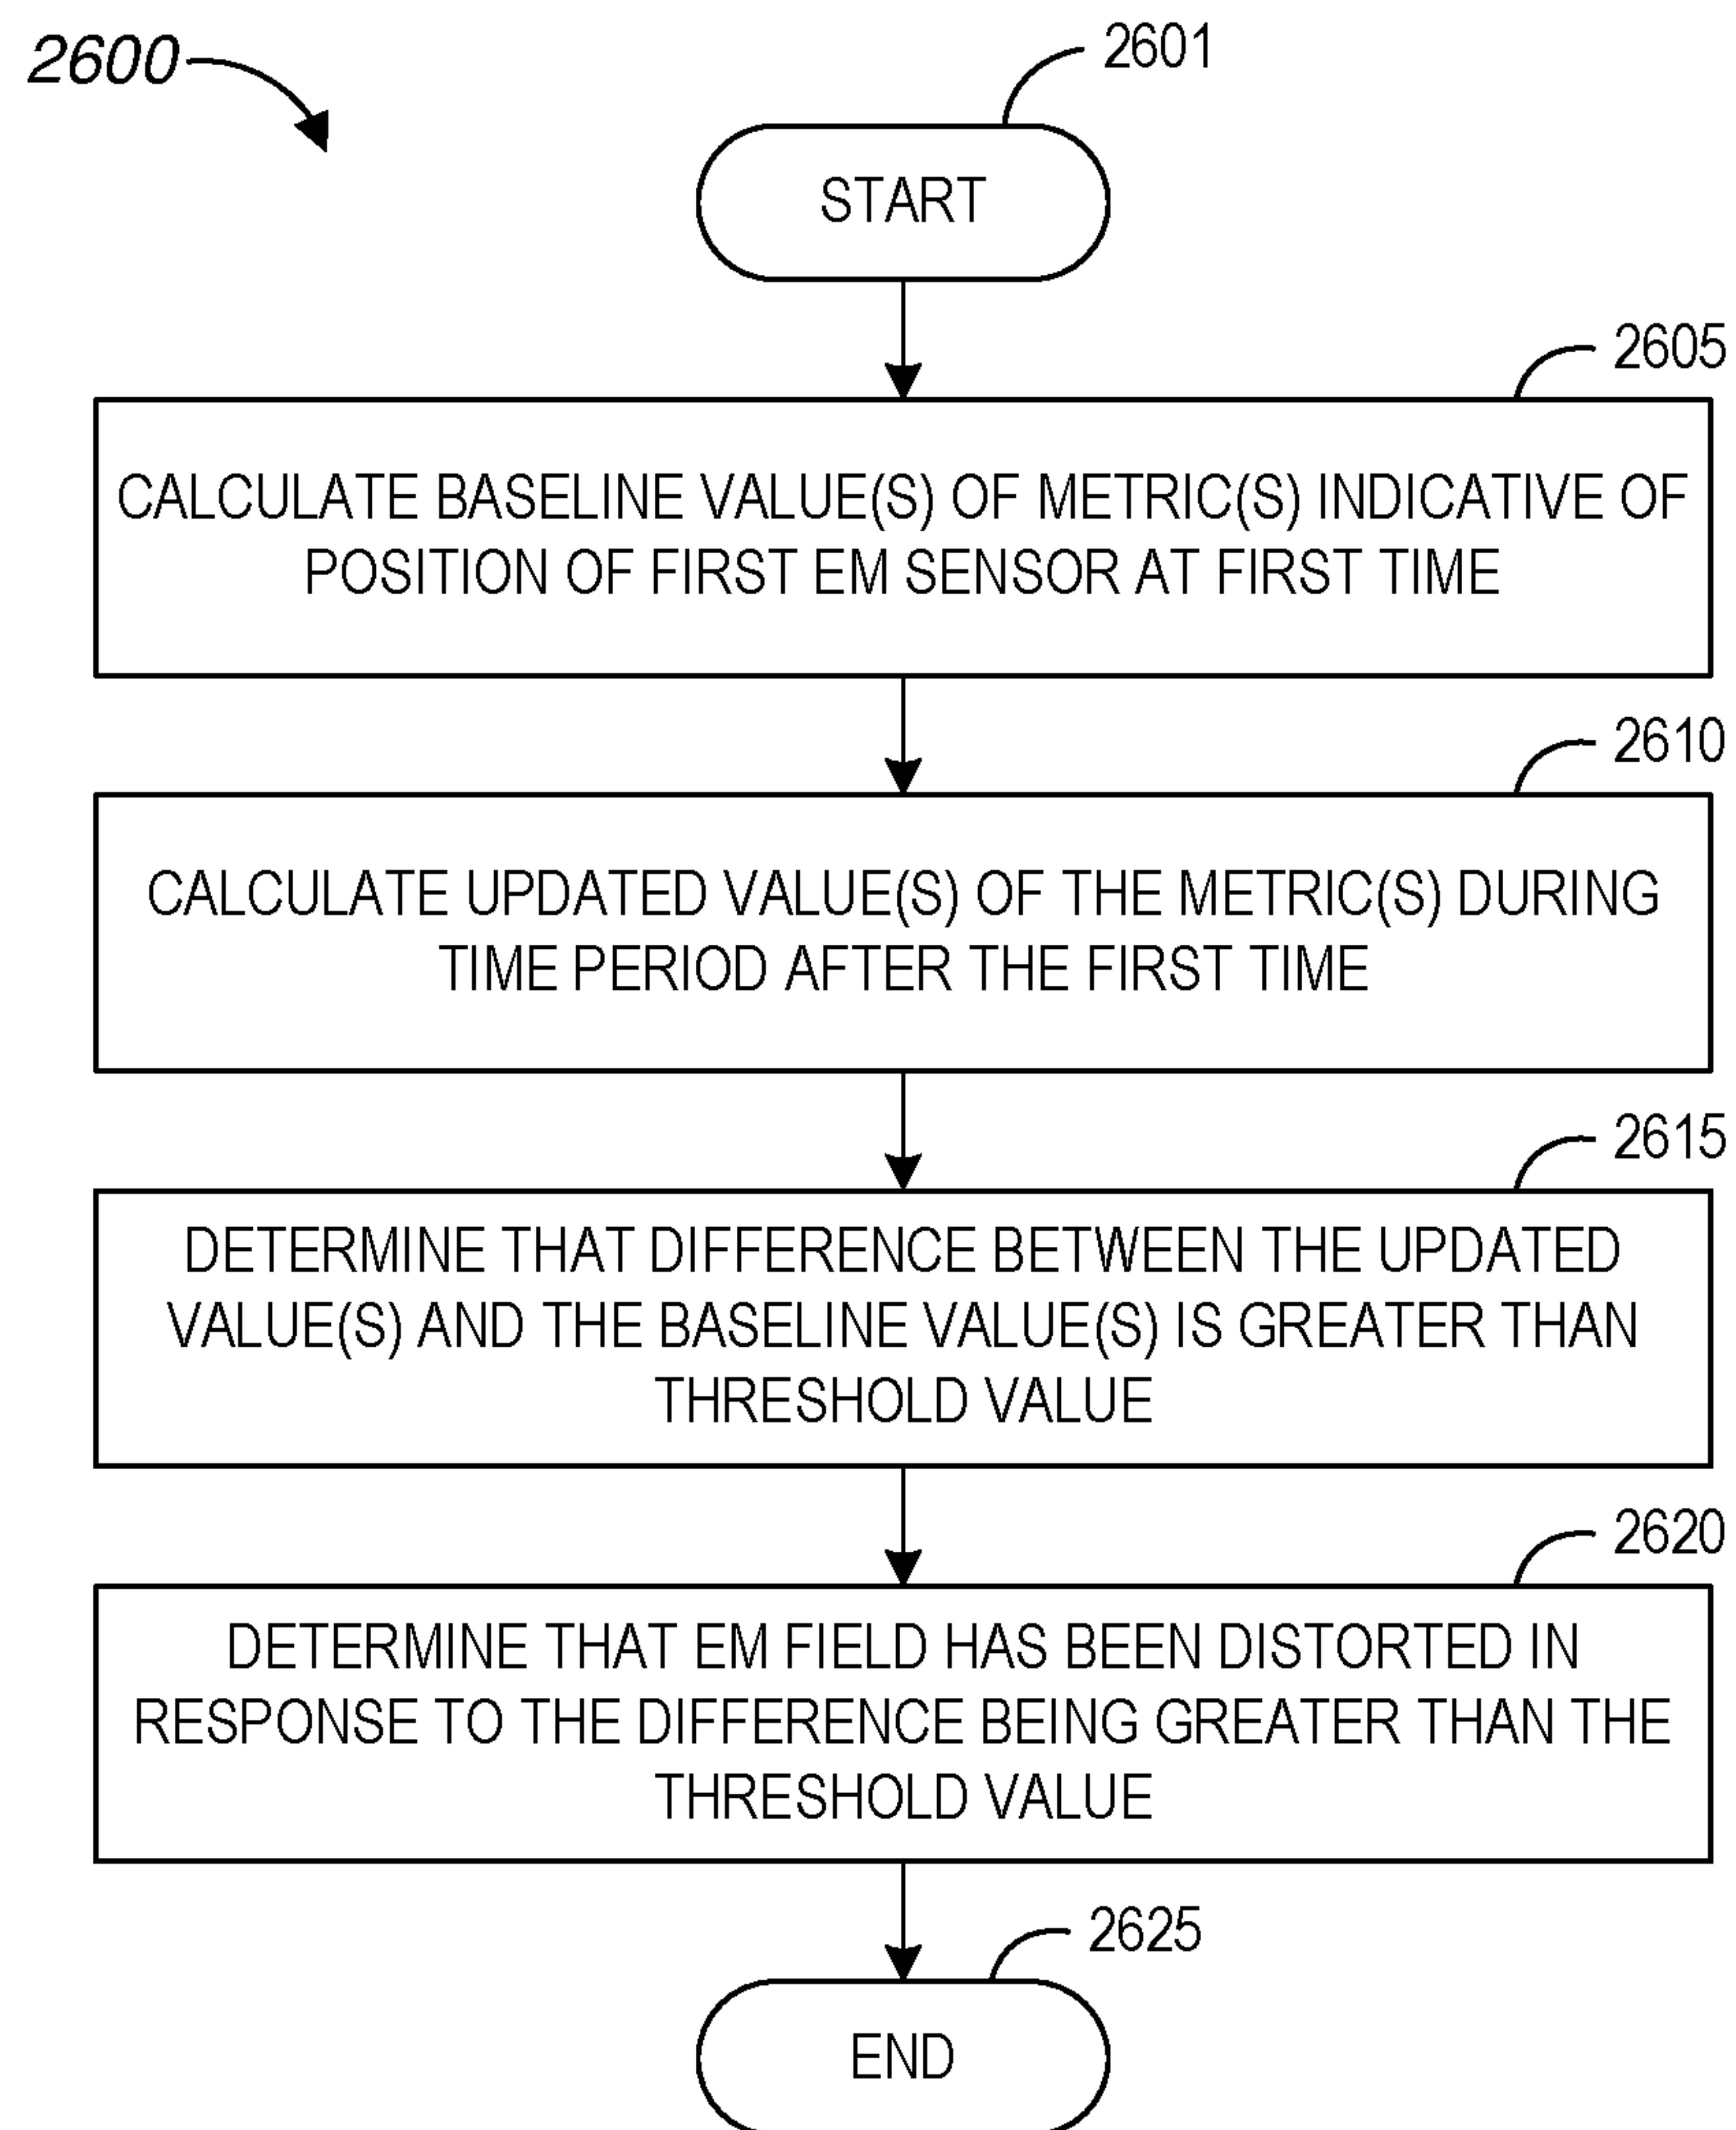 2600
2601
START
2605
CALCULATE BASELINE VALUE(S) OF METRIC(S) INDICATIVE OF
POSITION OF FIRST EM SENSOR AT FIRST TIME
2610
CALCULATE UPDATED VALUE(S) OF THE METRIC(S) DURING
TIME PERIOD AFTER THE FIRST TIME
2615
DETERMINE THAT DIFFERENCE BETWEEN THE UPDATED
VALUE(S) AND THE BASELINE VALUE(S) IS GREATER THAN
THRESHOLD VALUE
2620
DETERMINE THAT EM FIELD HAS BEEN DISTORTED IN
RESPONSE TO THE DIFFERENCE BEING GREATER THAN THE
THRESHOLD VALUE
2625
END